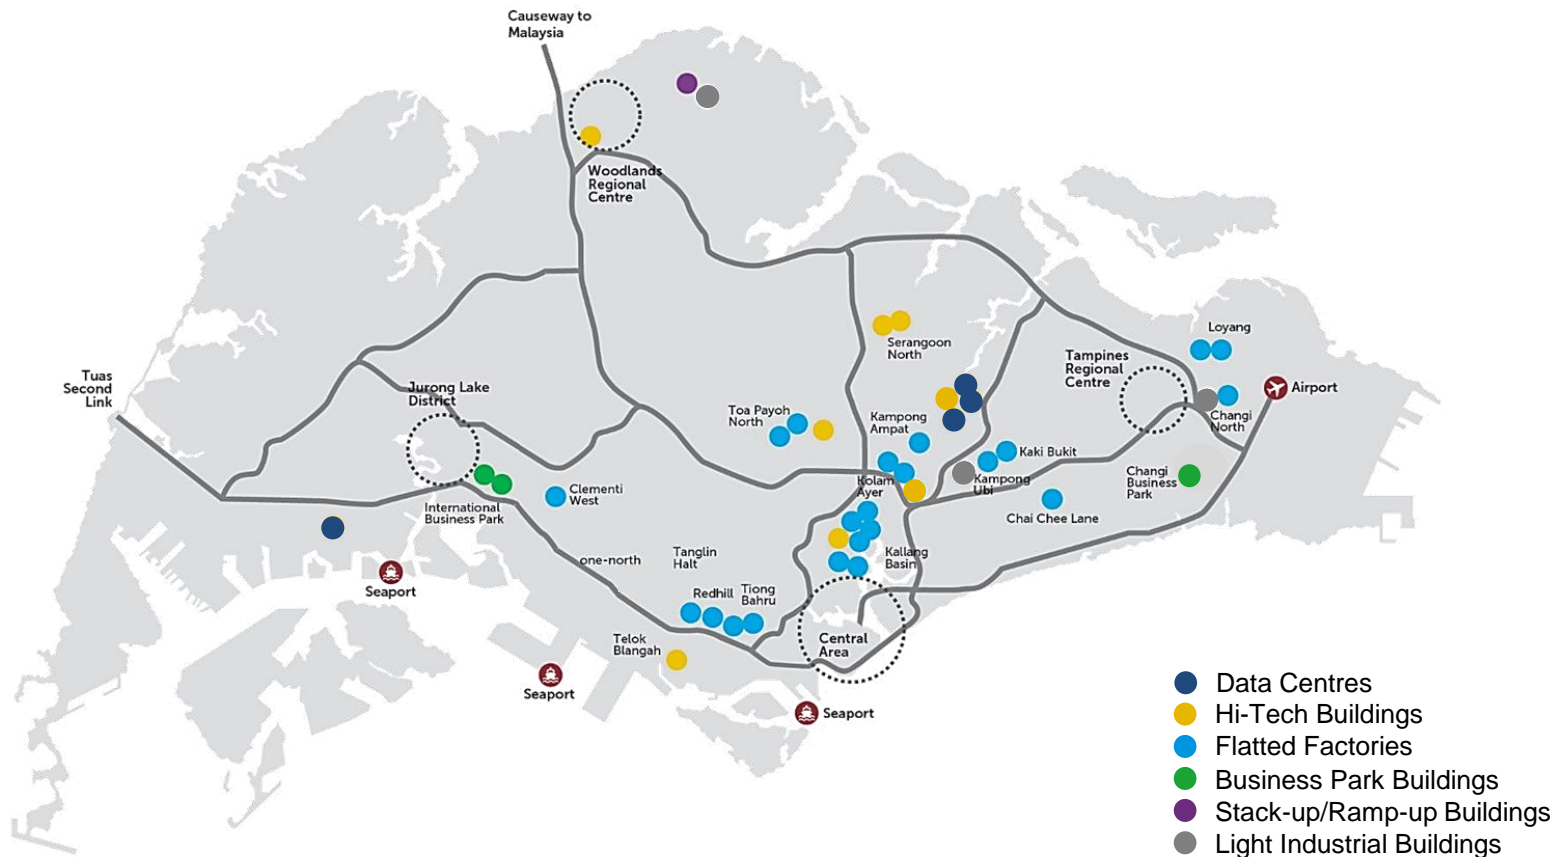 Causeway to
Malaysia
Woodlands
Regional
Centre
Serangoon
North
Loyang
Tampines
Regional
Centre
Tuas
Second
Link
Jurong Lake
District
Airport
Toa Payoh
North
Kampong
Ampat
Changi
North
Kaki Bukit
Kolam
Ayer
Kampong
Ubi
Changi
Business
Park
Clementi
West
International
Business Park
Chai Chee Lane
one-north
Tanglin
Halt
Kallang
Basin
Seaport
Redhill
Tiong
Bahru
Telok
Blangah
Central
Area
Seaport
Seaport
Data Centres
Hi-Tech Buildings
Flatted Factories
Business Park Buildings
Stack-up/Ramp-up Buildings
Light Industrial Buildings